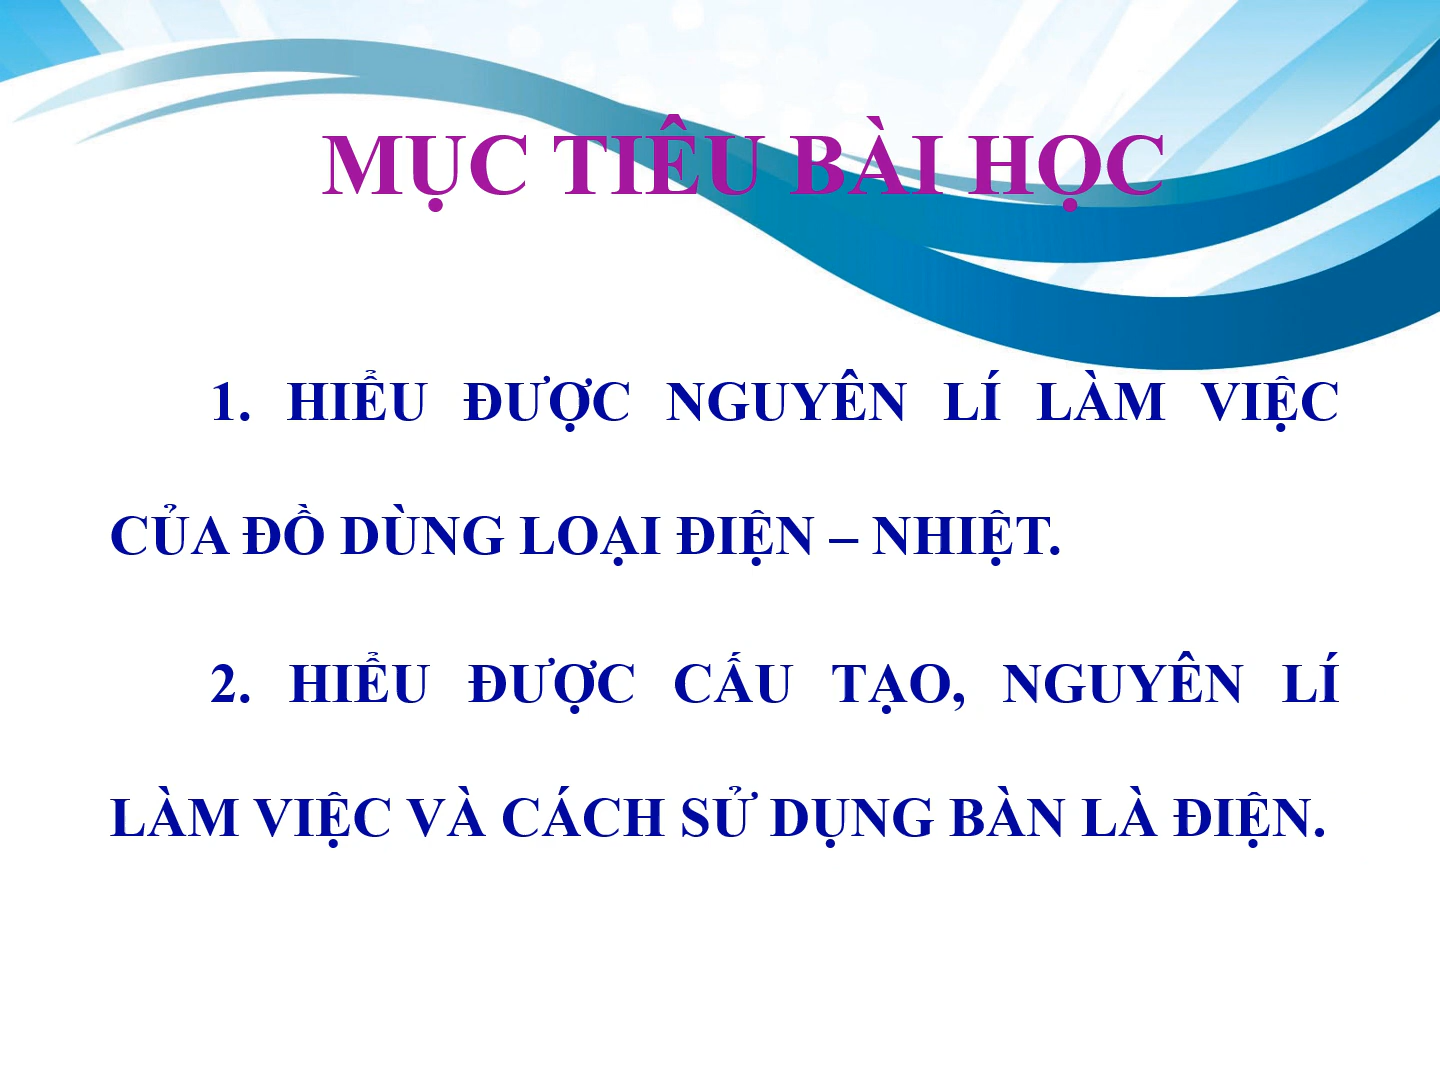 MỤC TIÊU BÀI HỌC
1. HIỂU ĐƯỢC NGUYÊN LÍ LÀM VIỆC
CỦA ĐỒ DÙNG LOẠI ĐIỆN – NHIỆT.
2. HIỂU ĐƯỢC CẤU TẠO, NGUYÊN LÍ
LÀM VIỆC VÀ CÁCH SỬ DỤNG BÀN LÀ ĐIỆN.